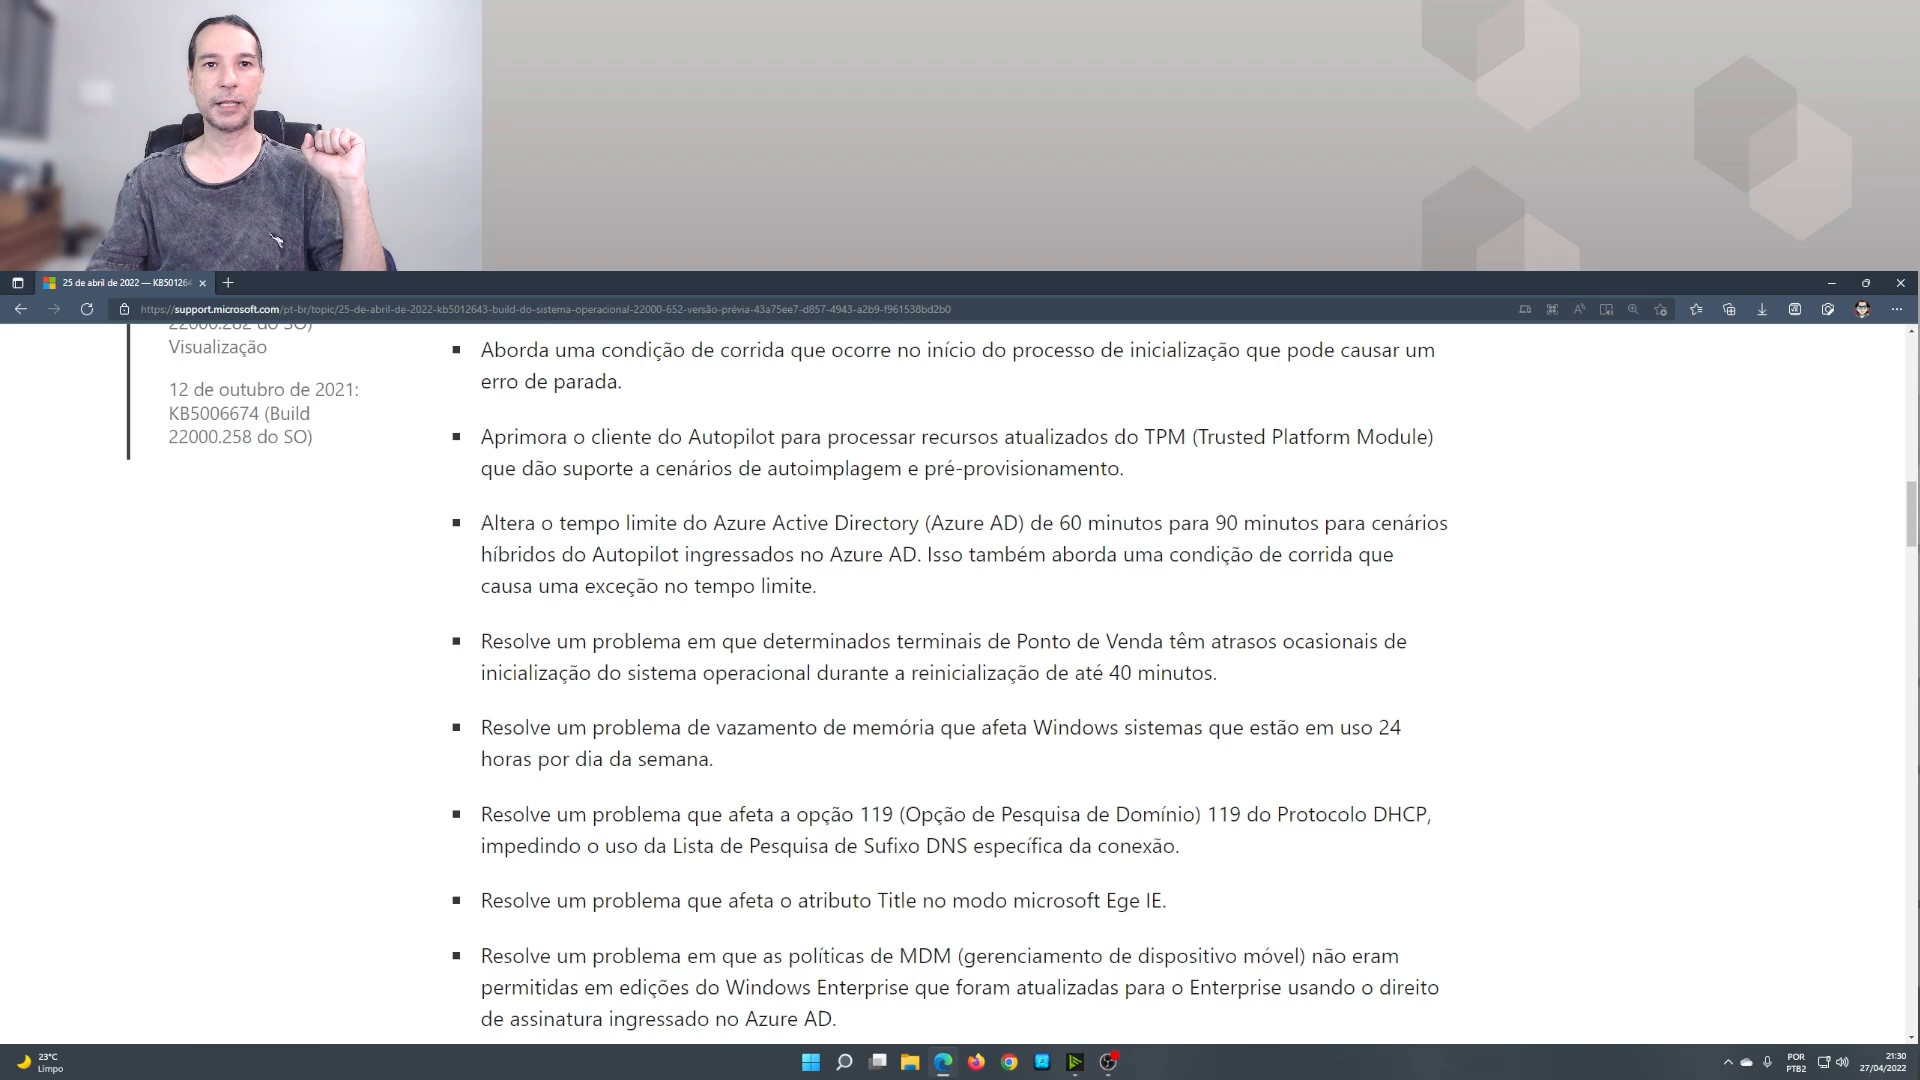 25 de abril de 2022 — KB501264
https://support.microsoft.com/pt-br/topic/25-de-abril-de-2022-kb5012643-build-do-sistema-operacional-22000-652-versão-prévia-43a75ee7-d857-4943-a2b9-f961538bd2b0
22000.282 do SO)
Visualização
12 de outubro de 2021:
KB5006674 (Build
22000.258 do SO)
Aborda uma condição de corrida que ocorre no início do processo de inicialização que pode causar um
erro de parada.
Aprimora o cliente do Autopilot para processar recursos atualizados do TPM (Trusted Platform Module)
que dão suporte a cenários de autoimplagem e pré-provisionamento.
Altera o tempo limite do Azure Active Directory (Azure AD) de 60 minutos para 90 minutos para cenários
híbridos do Autopilot ingressados no Azure AD. Isso também aborda uma condição de corrida que
causa uma exceção no tempo limite.
Resolve um problema em que determinados terminais de Ponto de Venda têm atrasos ocasionais de
inicialização do sistema operacional durante a reinicialização de até 40 minutos.
Resolve um problema de vazamento de memória que afeta Windows sistemas que estão em uso 24
horas por dia da semana.
Resolve um problema que afeta a opção 119 (Opção de Pesquisa de Domínio) 119 do Protocolo DHCP,
impedindo o uso da Lista de Pesquisa de Sufixo DNS específica da conexão.
Resolve um problema que afeta o atributo Title no modo microsoft Ege IE.
Resolve um problema em que as políticas de MDM (gerenciamento de dispositivo móvel) não eram
permitidas em edições do Windows Enterprise que foram atualizadas para o Enterprise usando o direito
de assinatura ingressado no Azure AD.
23°C
Limpo
POR
PTB2
21:30
27/04/2022